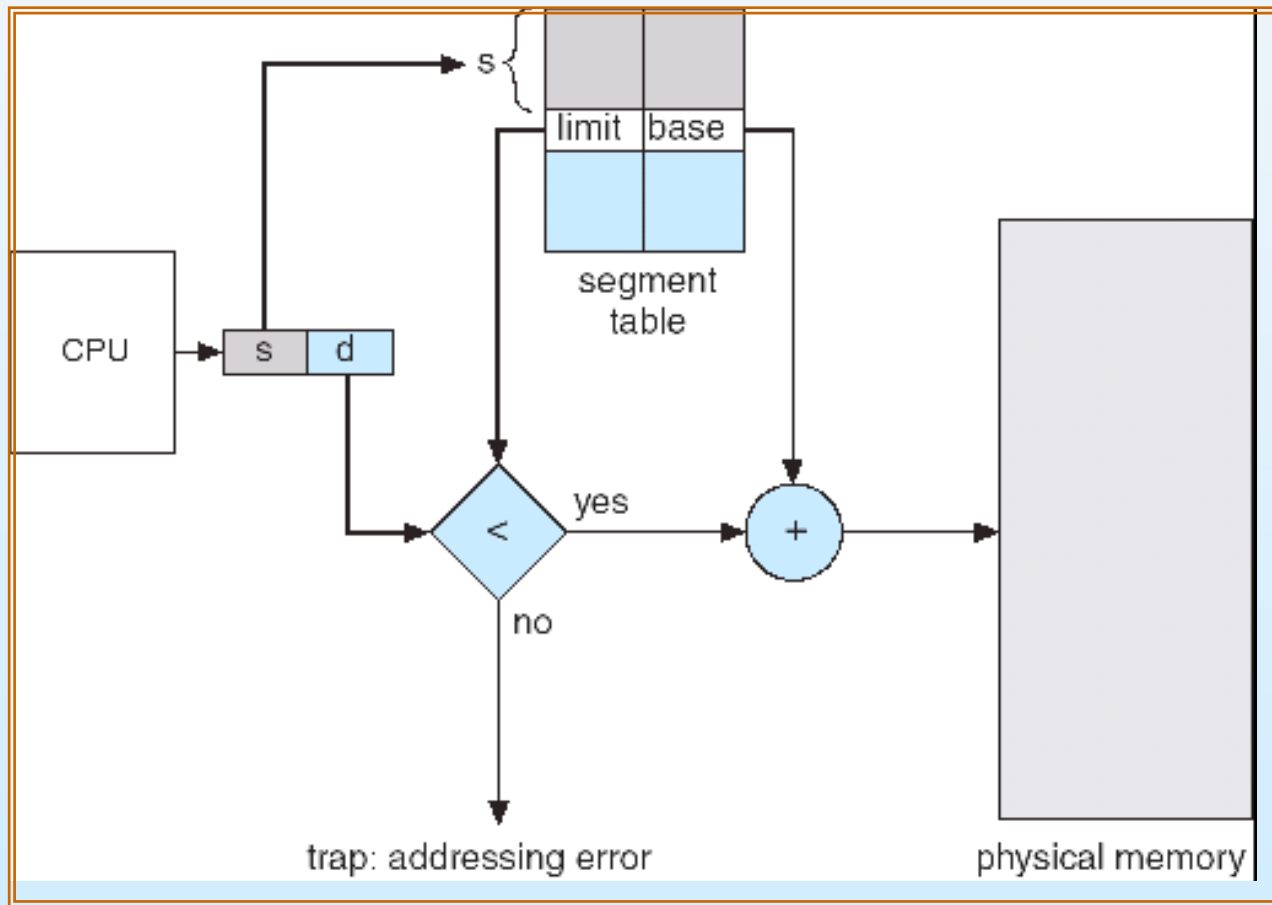 s
limit base
segment
table
CPU
s d
<
yes
+
no
trap: addressing error
physical memory